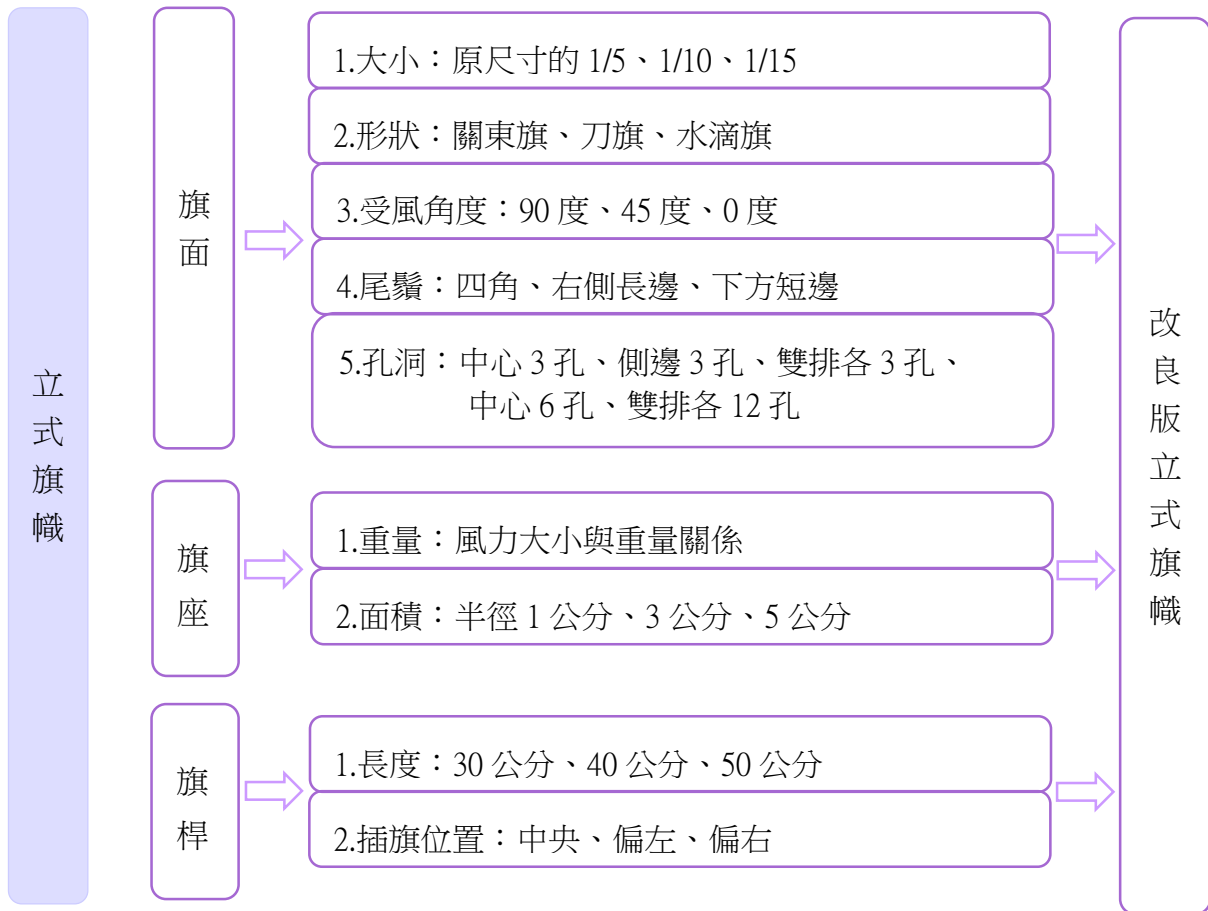 立式旗幟
旗面
1.大小：原尺寸的 1/5、1/10、1/15
2.形狀：關東旗、刀旗、水滴旗
3.受風角度：90 度、45 度、0 度
4.尾鬚：四角、右側長邊、下方短邊
5.孔洞：中心 3 孔、側邊 3 孔、雙排各 3 孔、
中心 6 孔、雙排各 12 孔
旗座
1.重量：風力大小與重量關係
2.面積：半徑 1 公分、3 公分、5 公分
旗桿
1.長度：30 公分、40 公分、50 公分
2.插旗位置：中央、偏左、偏右
改良版立式旗幟